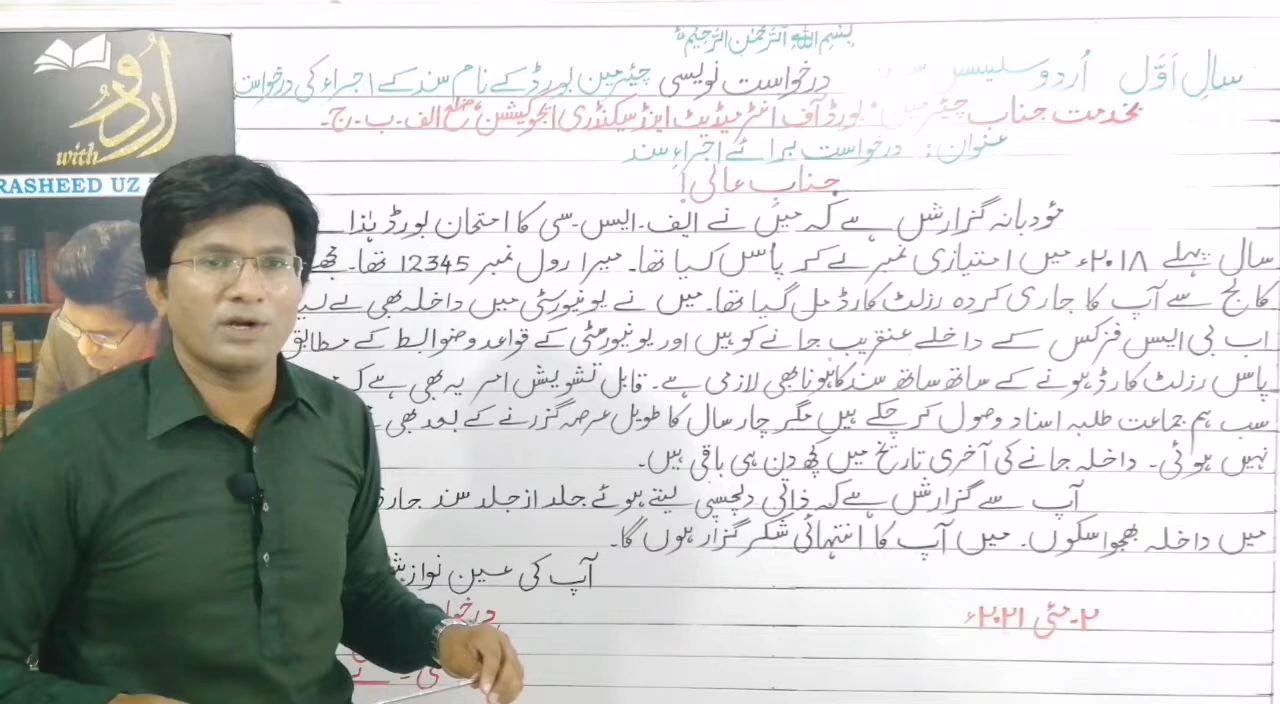 بِسْمِ اللهِ الرَّحْمٰنِ الرَّحِيْمِ
سالِ اَوّل اُردو سلیبس درخواست نویسی چیئرمین بورڈ کے نام سند کے اجراء کی درخواست
بخدمت جناب چیئرمین بورڈ آف انٹرمیڈیٹ اینڈ سیکنڈری ایجوکیشن، ضلع الف۔ب۔ج۔
عنوان: درخواست برائے اجراءِ سند
جنابِ عالی!
مؤدبانہ گزارش ہے کہ میں نے ایف۔ایس۔سی کا امتحان بورڈ ہٰذا سے
سال پہلے ۲۰۱۸ء میں امتیازی نمبر لے کر پاس کیا تھا۔ میرا رول نمبر 12345 تھا۔ مجھے
کالج سے آپ کا جاری کردہ رزلٹ کارڈ مل گیا تھا۔ میں نے یونیورسٹی میں داخلہ بھی لے لیا
اب بی ایس فزکس کے داخلے عنقریب جانے کو ہیں اور یونیورسٹی کے قواعد و ضوابط کے مطابق
پاس رزلٹ کارڈ ہونے کے ساتھ ساتھ سند کا ہونا بھی لازمی ہے۔ قابل تشویش امر یہ بھی ہے کہ
سب ہم جماعت طلبہ اسناد وصول کر چکے ہیں مگر چار سال کا طویل عرصہ گزرنے کے بعد بھی
نہیں ہوئی۔ داخلہ جانے کی آخری تاریخ میں کچھ دن ہی باقی ہیں۔
آپ سے گزارش ہے کہ ذاتی دلچسپی لیتے ہوئے جلد از جلد سند جاری
میں داخلہ بھجوا سکوں۔ میں آپ کا انتہائی شکر گزار ہوں گا۔
آپ کی عین نوازش
۲۔مئی ۲۰۲۱ء
اردو
with
RASHEED UZ